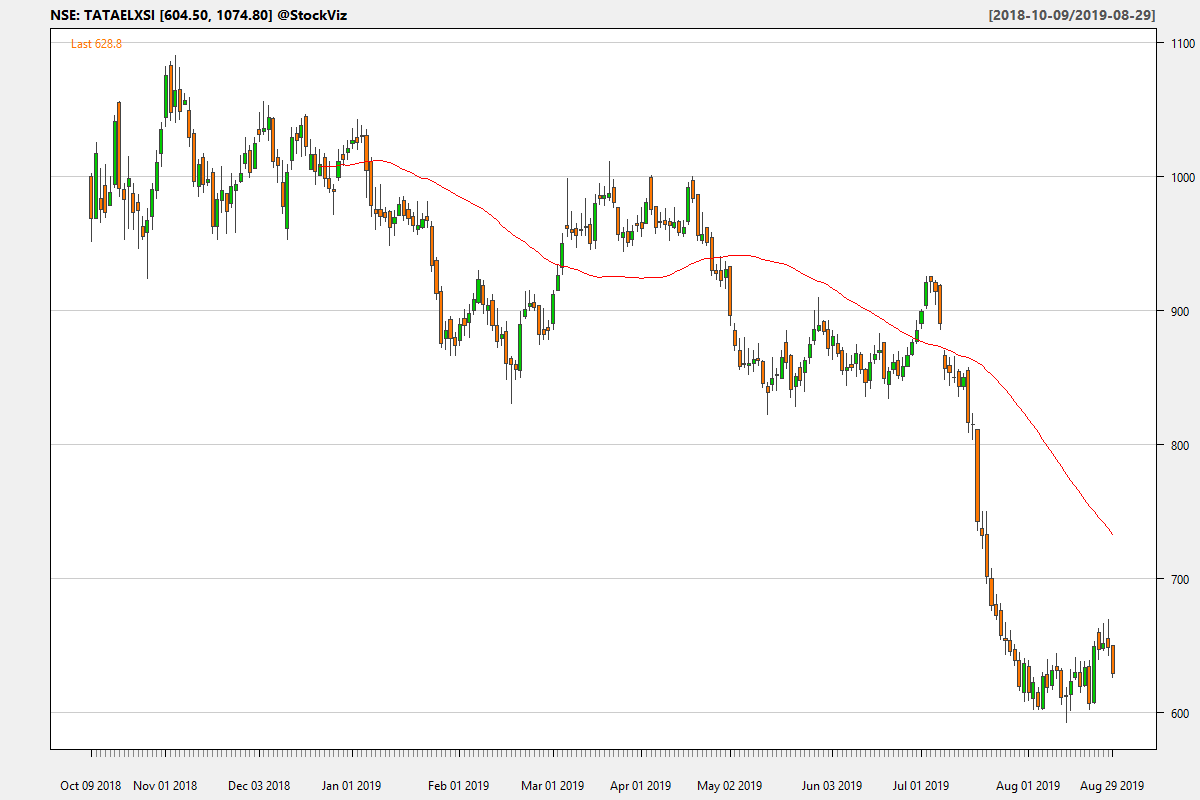 NSE: TATAELXSI [604.50, 1074.80] @StockViz [2018-10-09/2019-08-29]
Last 628.8
1100
1000
900
800
700
600
Oct 09 2018 Nov 01 2018 Dec 03 2018 Jan 01 2019 Feb 01 2019 Mar 01 2019 Apr 01 2019 May 02 2019 Jun 03 2019 Jul 01 2019 Aug 01 2019 Aug 29 2019